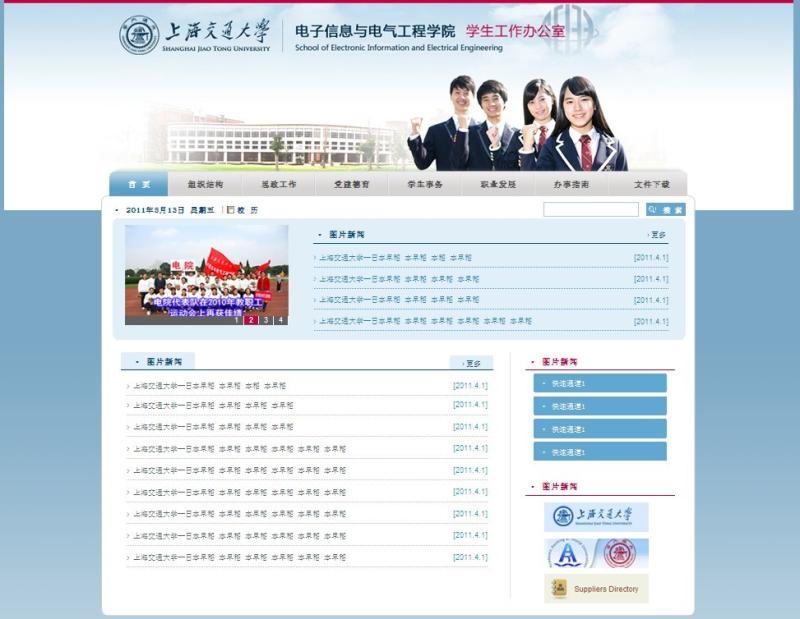 上海交通大学
SHANGHAI JIAO TONG UNIVERSITY
电子信息与电气工程学院 学生工作办公室
School of Electronic Information and Electrical Engineering
首页 组织结构 思政工作 党建德育 学生事务 职业发展 办事指南 文件下载
2011年3月13日 星期五 校历 搜索
图片新闻 更多
上海交通大学一日本早稻 本早稻 本稻 本早稻 [2011.4.1]
上海交通大学一日本早稻 本早稻 本早稻 本早稻 [2011.4.1]
上海交通大学一日本早稻 本早稻 本早稻 本早稻 [2011.4.1]
上海交通大学一日本早稻 本早稻 本早稻 本早稻 本早稻 本早稻 [2011.4.1]
电院
电院代表队在2010年教职工
运动会上再获佳绩
1 2 3 4
图片新闻 更多
上海交通大学一日本早稻 本早稻 本稻 本早稻 [2011.4.1]
上海交通大学一日本早稻 本早稻 本早稻 本早稻 [2011.4.1]
上海交通大学一日本早稻 本早稻 本早稻 本早稻 [2011.4.1]
上海交通大学一日本早稻 本早稻 本早稻 本早稻 本早稻 本早稻 [2011.4.1]
上海交通大学一日本早稻 本早稻 本早稻 本早稻 本早稻 本早稻 [2011.4.1]
上海交通大学一日本早稻 本早稻 本早稻 本早稻 本早稻 本早稻 [2011.4.1]
上海交通大学一日本早稻 本早稻 本早稻 本早稻 本早稻 本早稻 [2011.4.1]
上海交通大学一日本早稻 本早稻 本早稻 本早稻 本早稻 本早稻 [2011.4.1]
上海交通大学一日本早稻 本早稻 本早稻 本早稻 本早稻 本早稻 [2011.4.1]
图片新闻
快速通道1
快速通道1
快速通道1
快速通道1
图片新闻
上海交通大学
SHANGHAI JIAO TONG UNIVERSITY
Suppliers Directory